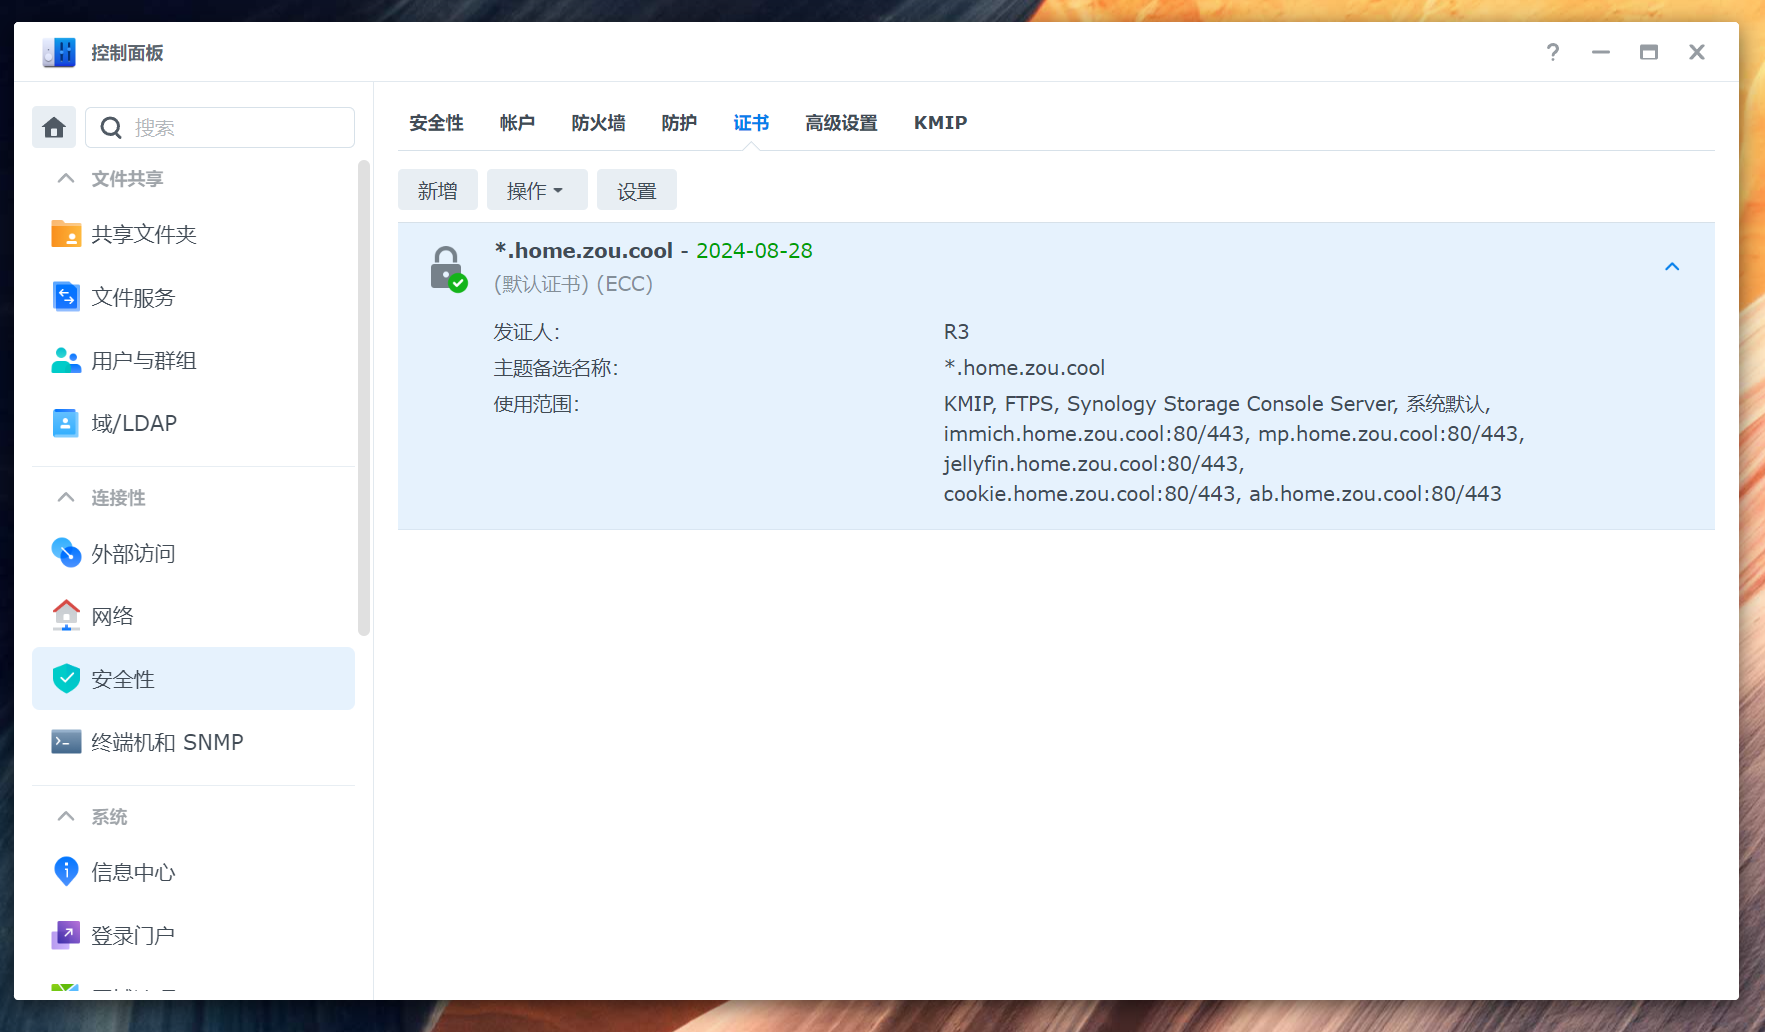 控制面板
搜索
文件共享
共享文件夹
文件服务
用户与群组
域/LDAP
连接性
外部访问
网络
安全性
终端机和 SNMP
系统
信息中心
登录门户
安全性 帐户 防火墙 防护 证书 高级设置 KMIP
新增 操作 设置
*.home.zou.cool - 2024-08-28
(默认证书) (ECC)
发证人: R3
主题备选名称: *.home.zou.cool
使用范围: KMIP, FTPS, Synology Storage Console Server, 系统默认,
immich.home.zou.cool:80/443, mp.home.zou.cool:80/443,
jellyfin.home.zou.cool:80/443,
cookie.home.zou.cool:80/443, ab.home.zou.cool:80/443